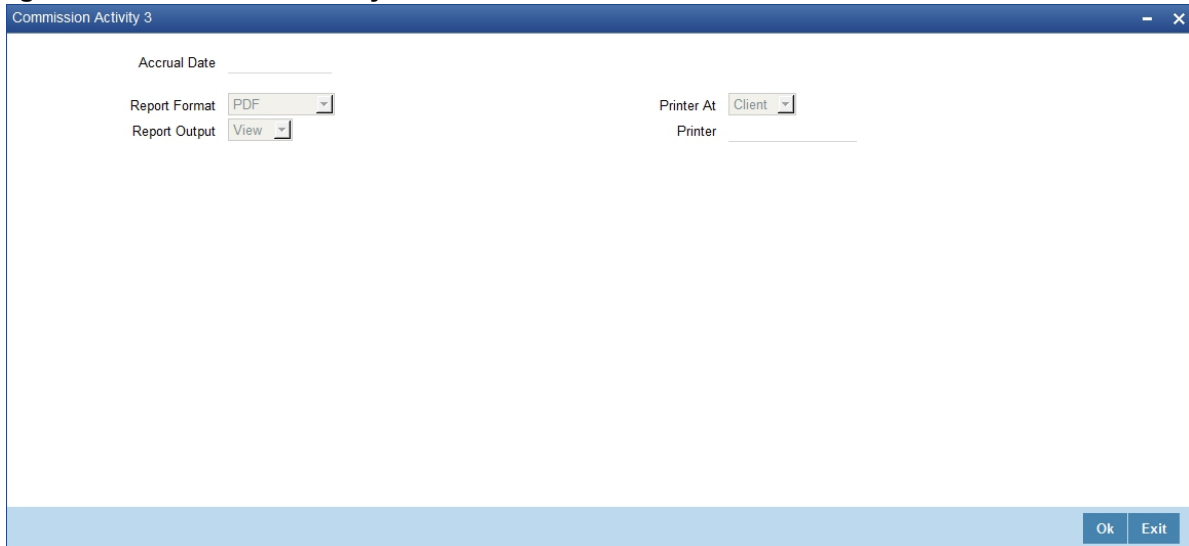 Commission Activity 3
Accrual Date
Report Format PDF
Printer At Client
Report Output View
Printer
Ok Exit